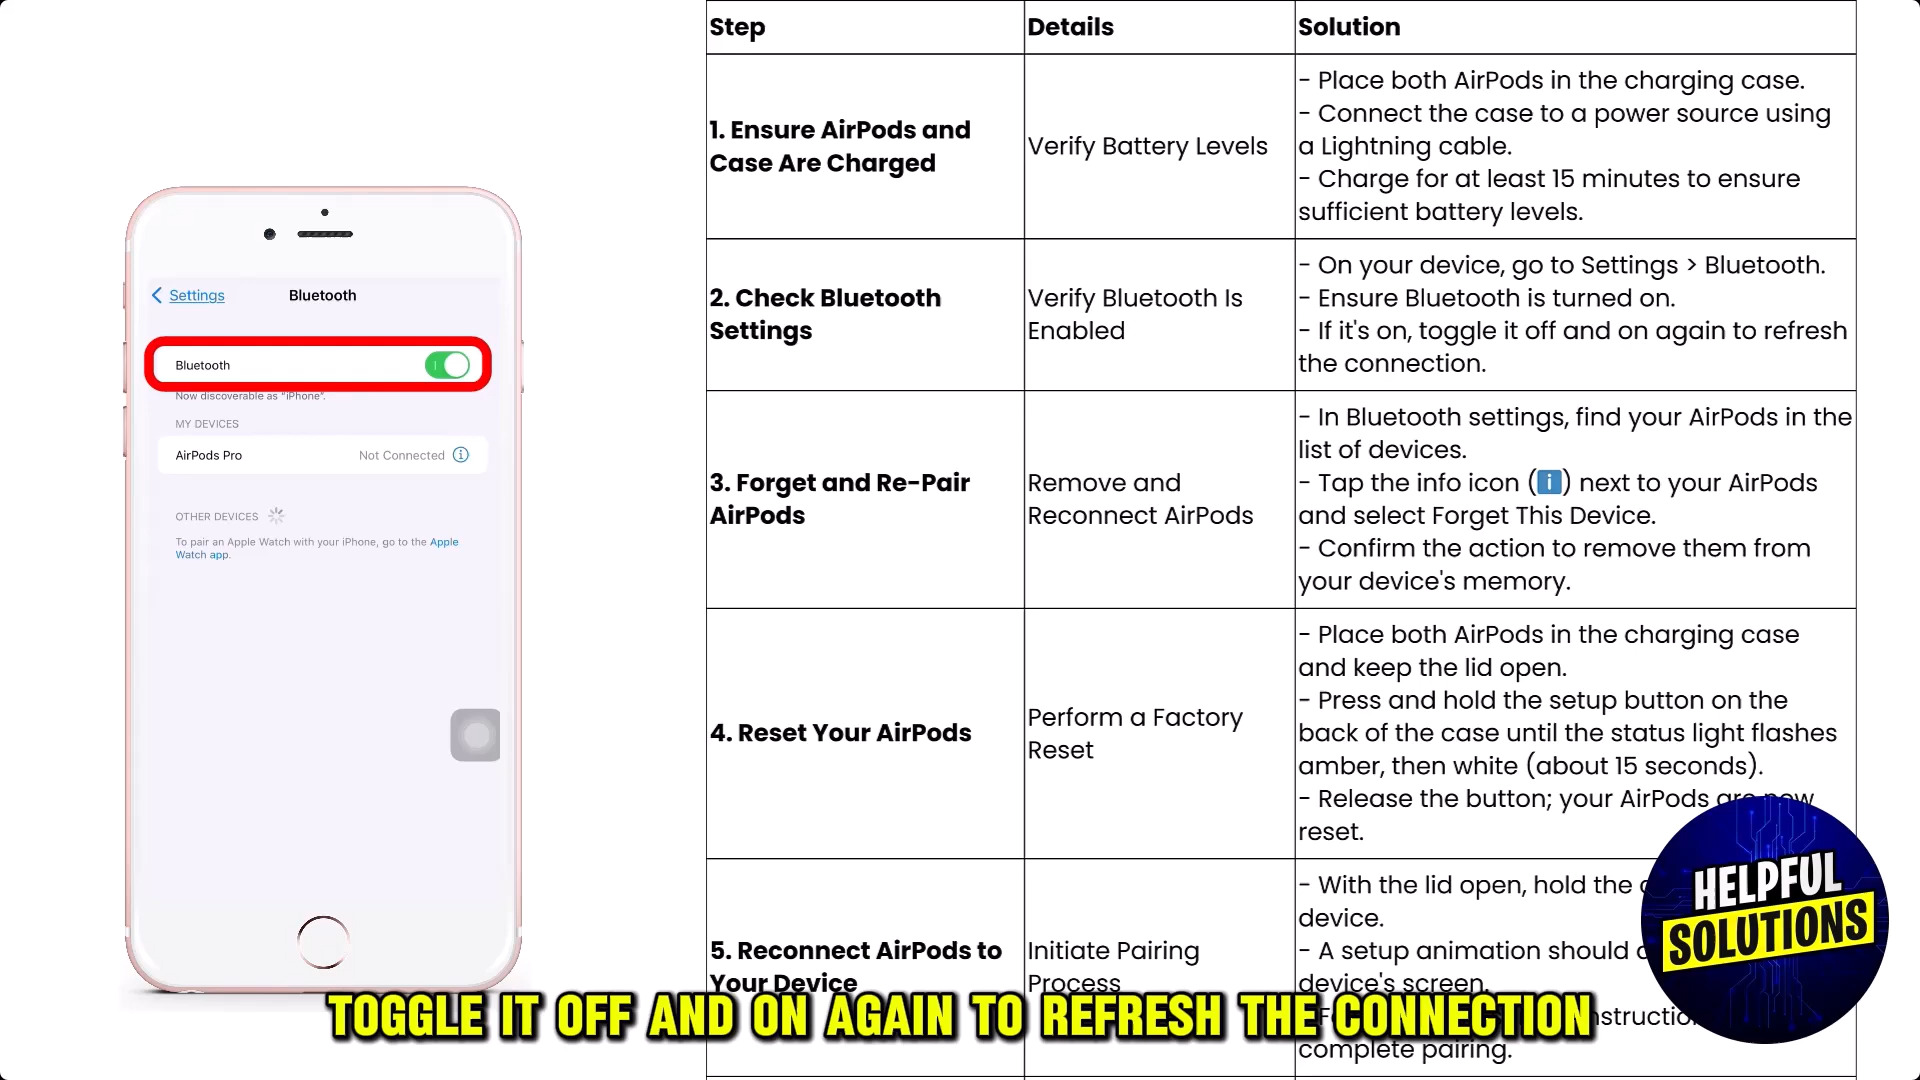 Settings
Bluetooth
Bluetooth
Now discoverable as "iPhone".
MY DEVICES
AirPods Pro Not Connected
OTHER DEVICES
To pair an Apple Watch with your iPhone, go to the Apple
Watch app.
Step Details Solution
1. Ensure AirPods and
Case Are Charged
Verify Battery Levels
- Place both AirPods in the charging case.
- Connect the case to a power source using
a Lightning cable.
- Charge for at least 15 minutes to ensure
sufficient battery levels.
2. Check Bluetooth
Settings
Verify Bluetooth Is
Enabled
- On your device, go to Settings > Bluetooth.
- Ensure Bluetooth is turned on.
- If it's on, toggle it off and on again to refresh
the connection.
3. Forget and Re-Pair
AirPods
Remove and
Reconnect AirPods
- In Bluetooth settings, find your AirPods in the
list of devices.
- Tap the info icon (ℹ️) next to your AirPods
and select Forget This Device.
- Confirm the action to remove them from
your device's memory.
4. Reset Your AirPods
Perform a Factory
Reset
- Place both AirPods in the charging case
and keep the lid open.
- Press and hold the setup button on the
back of the case until the status light flashes
amber, then white (about 15 seconds).
- Release the button; your AirPods are now
reset.
5. Reconnect AirPods to
Your Device
Initiate Pairing
Process
- With the lid open, hold the
device.
- A setup animation should
device's screen.
complete pairing.
HELPFUL
SOLUTIONS
TOGGLE IT OFF AND ON AGAIN TO REFRESH THE CONNECTION